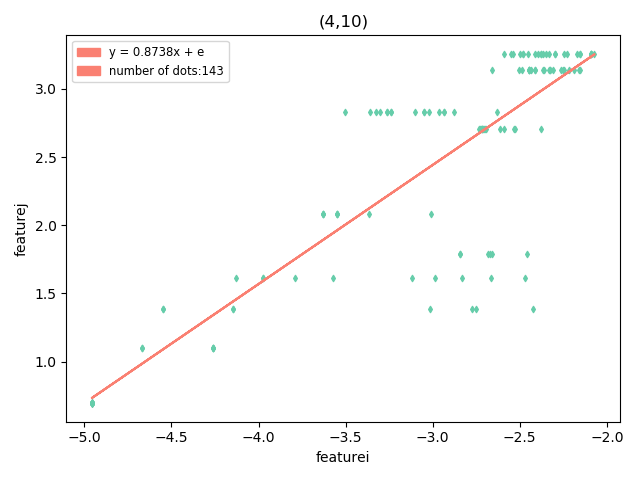 (4,10)
y = 0.8738x + e
number of dots:143
featurej
3.0
2.5
2.0
1.5
1.0
−5.0 −4.5 −4.0 −3.5 −3.0 −2.5 −2.0
featurei